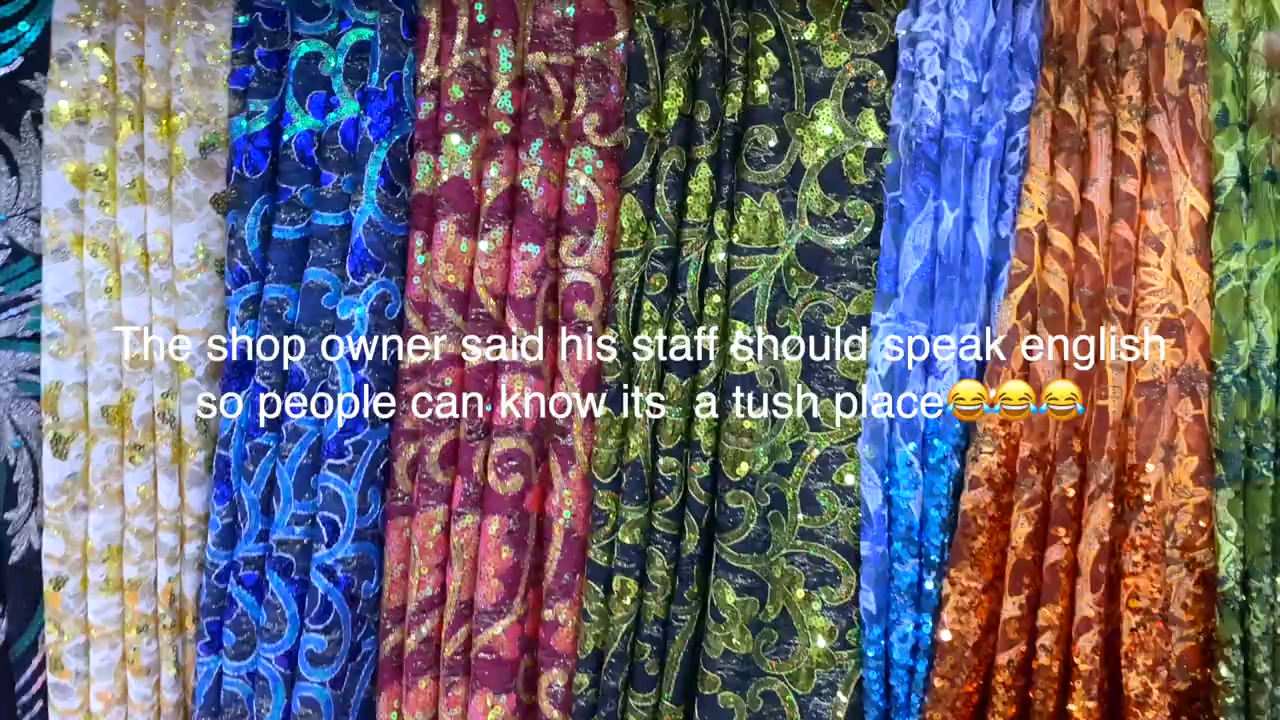 The shop owner said his staff should speak english
so people can know its  a tush place😂😂😂